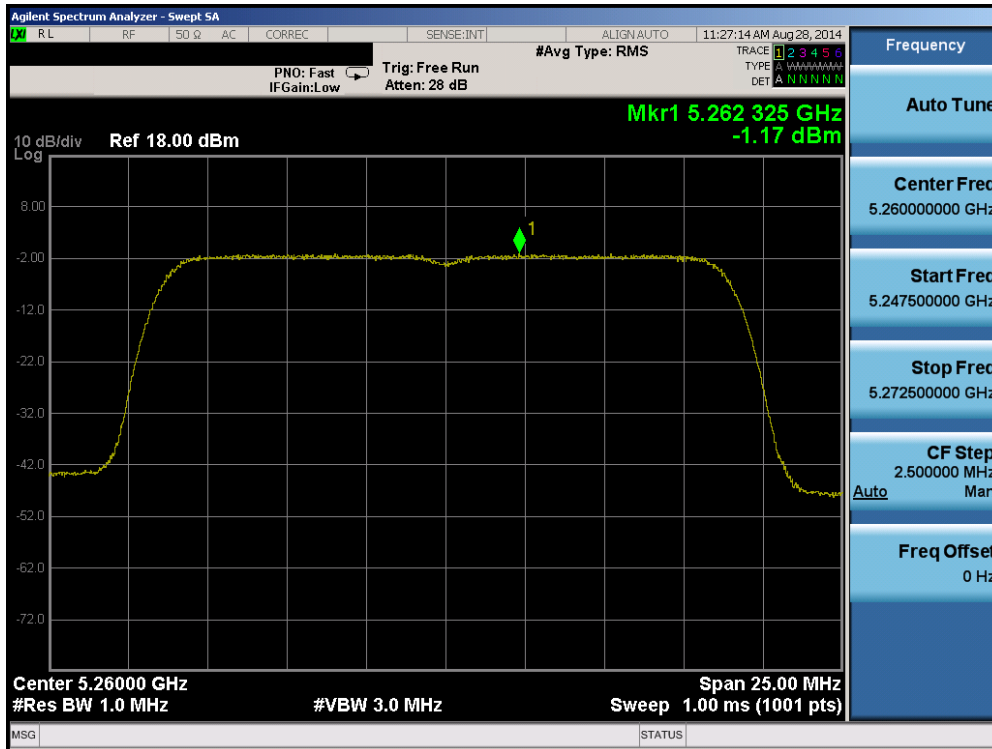 Agilent Spectrum Analyzer - Swept SA
LXI RL RF 50 Ω AC CORREC SENSE:INT ALIGN AUTO 11:27:14 AM Aug 28, 2014
#Avg Type: RMS
TRACE 1 2 3 4 5 6
PNO: Fast Trig: Free Run
TYPE A WWWWW
IFGain:Low Atten: 28 dB
DET A N N N N N
Mkr1 5.262 325 GHz
-1.17 dBm
10 dB/div Ref 18.00 dBm
Log
8.00
1
-2.00
-12.0
-22.0
-32.0
-42.0
-52.0
-62.0
-72.0
Center 5.26000 GHz Span 25.00 MHz
#Res BW 1.0 MHz #VBW 3.0 MHz Sweep 1.00 ms (1001 pts)
MSG STATUS
Frequency
Auto Tune
Center Freq
5.260000000 GHz
Start Freq
5.247500000 GHz
Stop Freq
5.272500000 GHz
CF Step
2.500000 MHz
Auto Man
Freq Offset
0 Hz